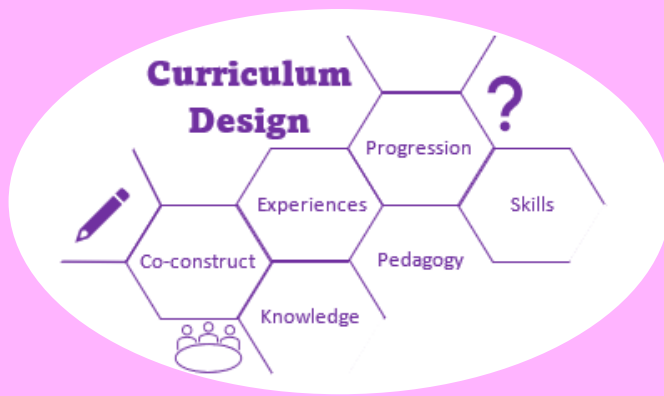 Curriculum
Design
?
Progression
Experiences
Skills
Co-construct
Pedagogy
Knowledge